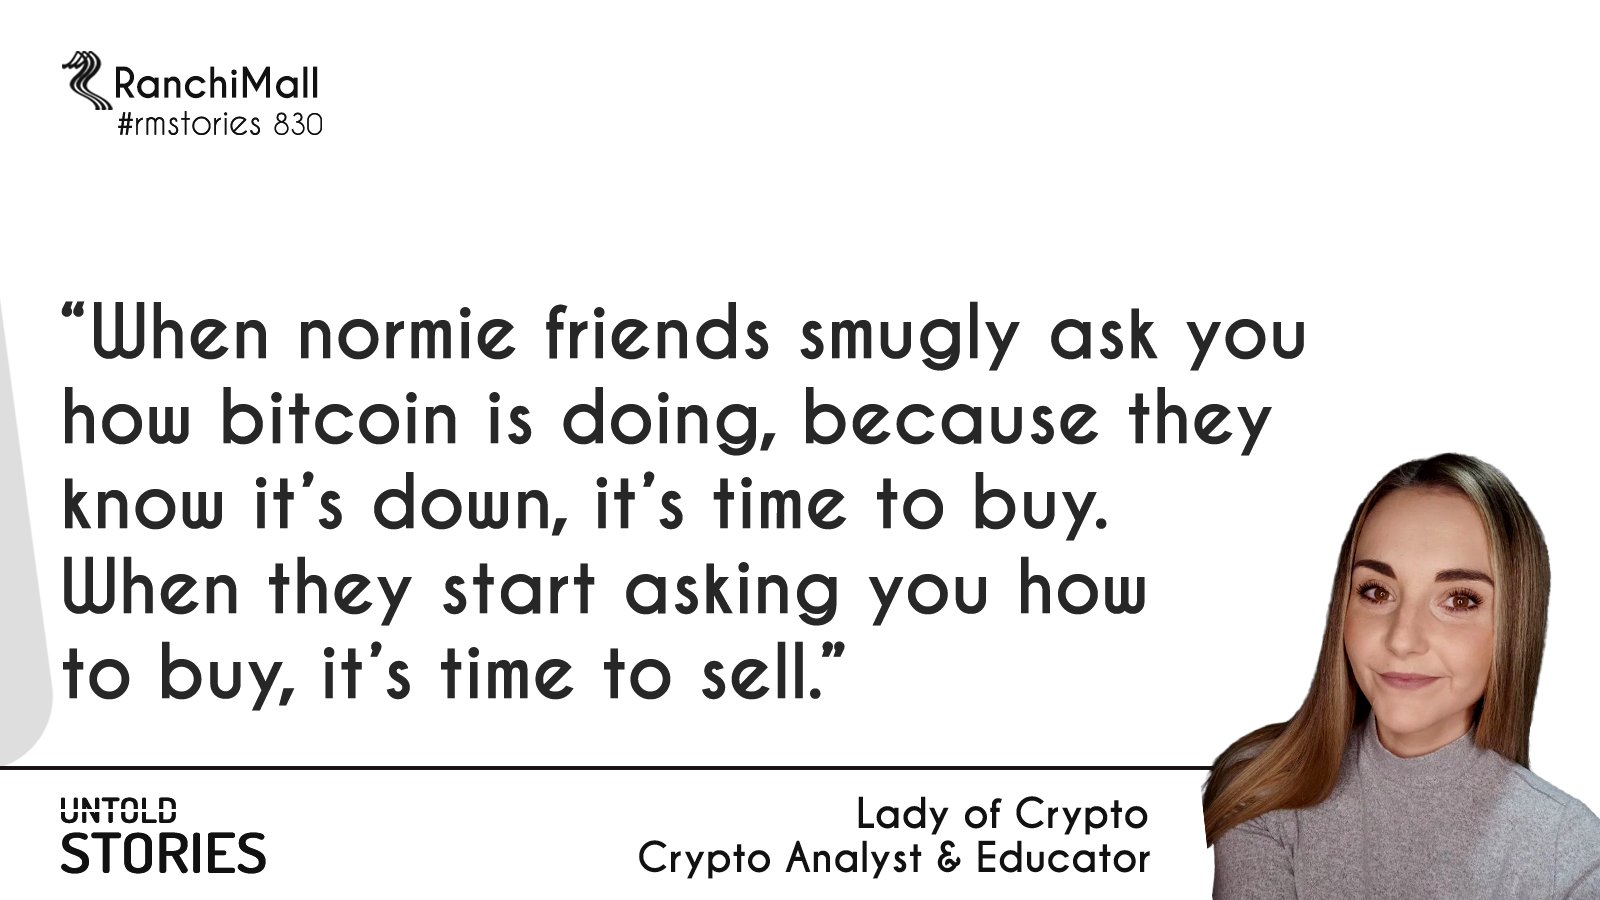 RanchiMall
#rmstories 830
“When normie friends smugly ask you
how bitcoin is doing, because they
know it’s down, it’s time to buy.
When they start asking you how
to buy, it’s time to sell.”
UNTOLD
STORIES
Lady of Crypto
Crypto Analyst & Educator